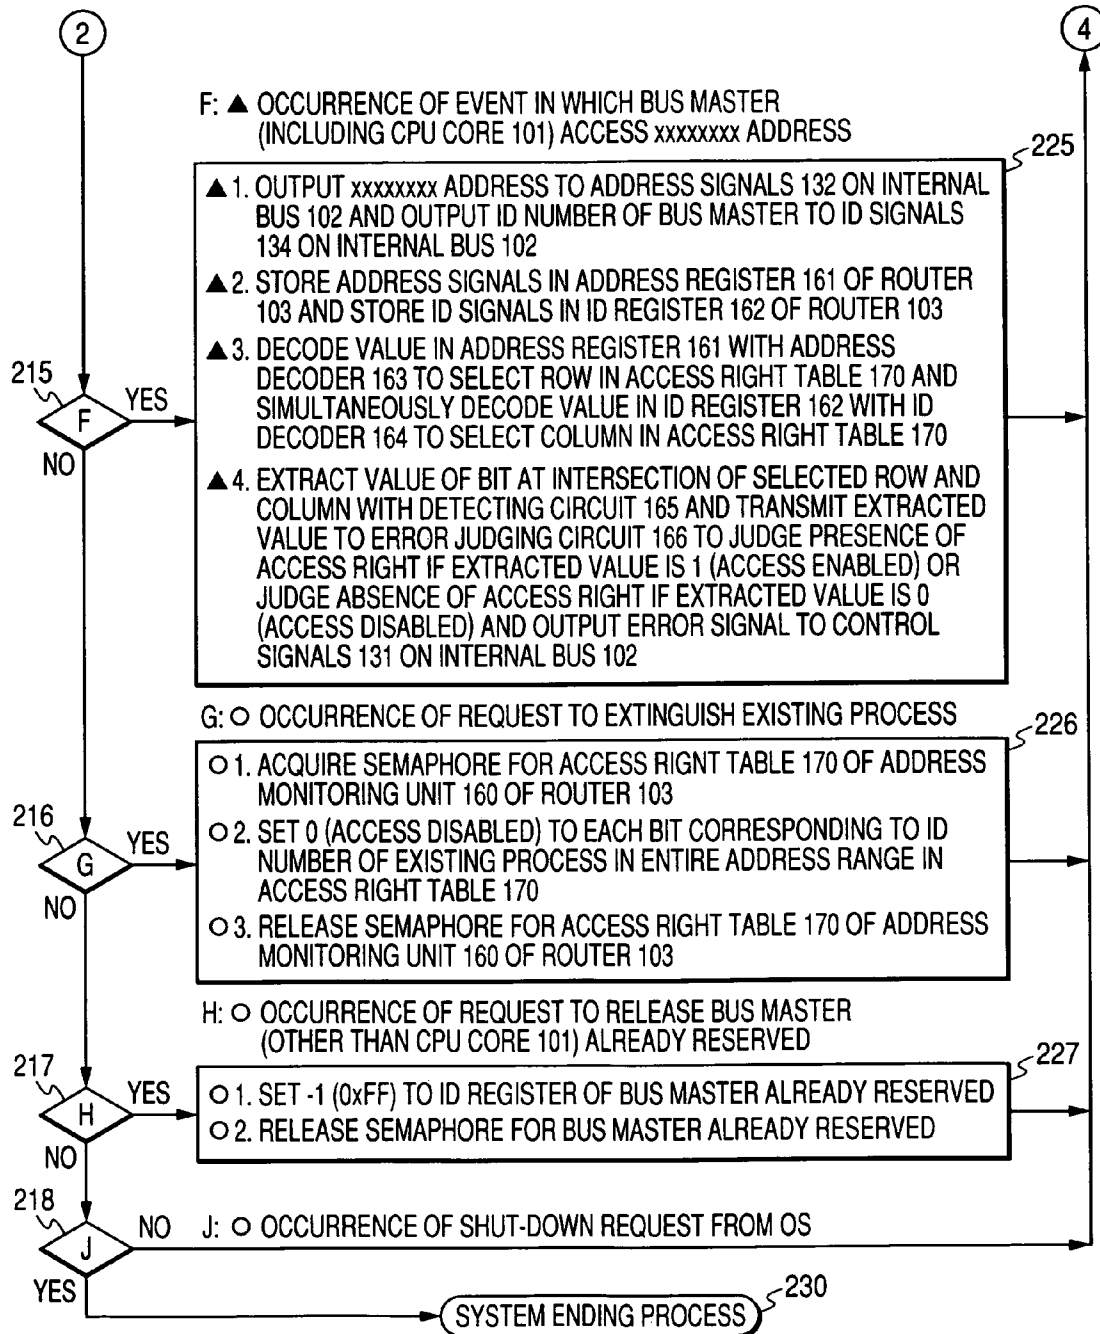 2
4
F: ▲ OCCURRENCE OF EVENT IN WHICH BUS MASTER
(INCLUDING CPU CORE 101) ACCESS xxxxxxxx ADDRESS
225
▲ 1. OUTPUT xxxxxxxx ADDRESS TO ADDRESS SIGNALS 132 ON INTERNAL
BUS 102 AND OUTPUT ID NUMBER OF BUS MASTER TO ID SIGNALS
134 ON INTERNAL BUS 102
▲ 2. STORE ADDRESS SIGNALS IN ADDRESS REGISTER 161 OF ROUTER
103 AND STORE ID SIGNALS IN ID REGISTER 162 OF ROUTER 103
▲ 3. DECODE VALUE IN ADDRESS REGISTER 161 WITH ADDRESS
DECODER 163 TO SELECT ROW IN ACCESS RIGHT TABLE 170 AND
SIMULTANEOUSLY DECODE VALUE IN ID REGISTER 162 WITH ID
DECODER 164 TO SELECT COLUMN IN ACCESS RIGHT TABLE 170
▲ 4. EXTRACT VALUE OF BIT AT INTERSECTION OF SELECTED ROW AND
COLUMN WITH DETECTING CIRCUIT 165 AND TRANSMIT EXTRACTED
VALUE TO ERROR JUDGING CIRCUIT 166 TO JUDGE PRESENCE OF
ACCESS RIGHT IF EXTRACTED VALUE IS 1 (ACCESS ENABLED) OR
JUDGE ABSENCE OF ACCESS RIGHT IF EXTRACTED VALUE IS 0
(ACCESS DISABLED) AND OUTPUT ERROR SIGNAL TO CONTROL
SIGNALS 131 ON INTERNAL BUS 102
215
F
YES
NO
G: ○ OCCURRENCE OF REQUEST TO EXTINGUISH EXISTING PROCESS
226
○ 1. ACQUIRE SEMAPHORE FOR ACCESS RIGNT TABLE 170 OF ADDRESS
MONITORING UNIT 160 OF ROUTER 103
○ 2. SET 0 (ACCESS DISABLED) TO EACH BIT CORRESPONDING TO ID
NUMBER OF EXISTING PROCESS IN ENTIRE ADDRESS RANGE IN
ACCESS RIGHT TABLE 170
○ 3. RELEASE SEMAPHORE FOR ACCESS RIGHT TABLE 170 OF ADDRESS
MONITORING UNIT 160 OF ROUTER 103
216
G
YES
NO
H: ○ OCCURRENCE OF REQUEST TO RELEASE BUS MASTER
(OTHER THAN CPU CORE 101) ALREADY RESERVED
227
○ 1. SET -1 (0xFF) TO ID REGISTER OF BUS MASTER ALREADY RESERVED
○ 2. RELEASE SEMAPHORE FOR BUS MASTER ALREADY RESERVED
217
H
YES
NO
218
J
NO
J: ○ OCCURRENCE OF SHUT-DOWN REQUEST FROM OS
YES
SYSTEM ENDING PROCESS
230